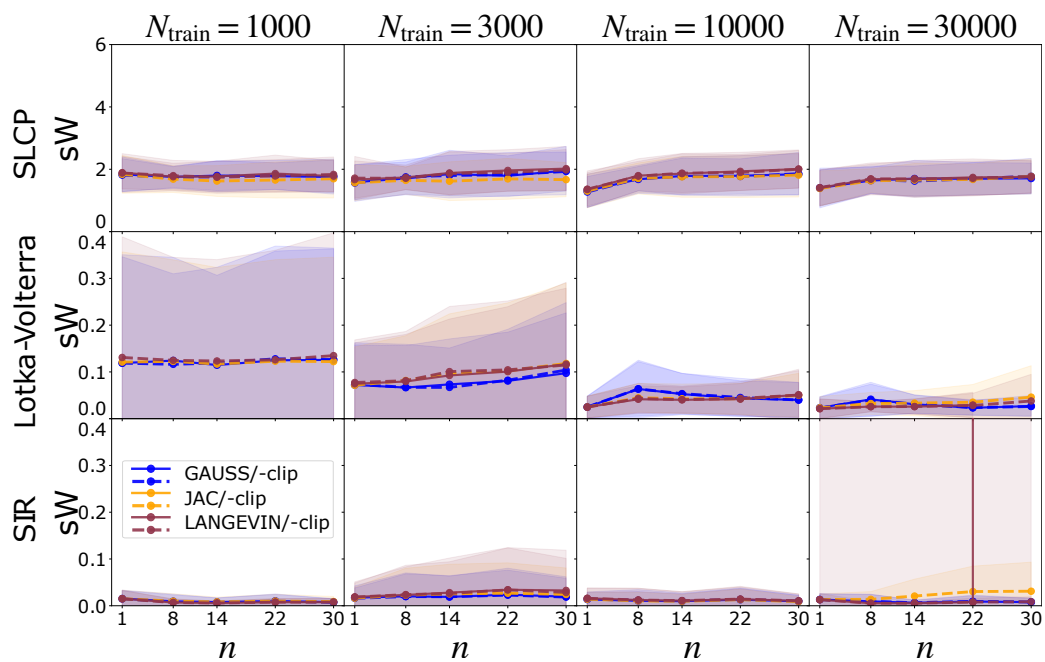 N_train = 1000 N_train = 3000 N_train = 10000 N_train = 30000
SLCP
sW
6
4
2
0
Lotka-Volterra
sW
0.4
0.3
0.2
0.1
0.0
SIR
sW
0.3
0.2
0.1
0.0
GAUSS/-clip
JAC/-clip
LANGEVIN/-clip
1 8 14 22 30 1 8 14 22 30 1 8 14 22 30 1 8 14 22 30
n n n n